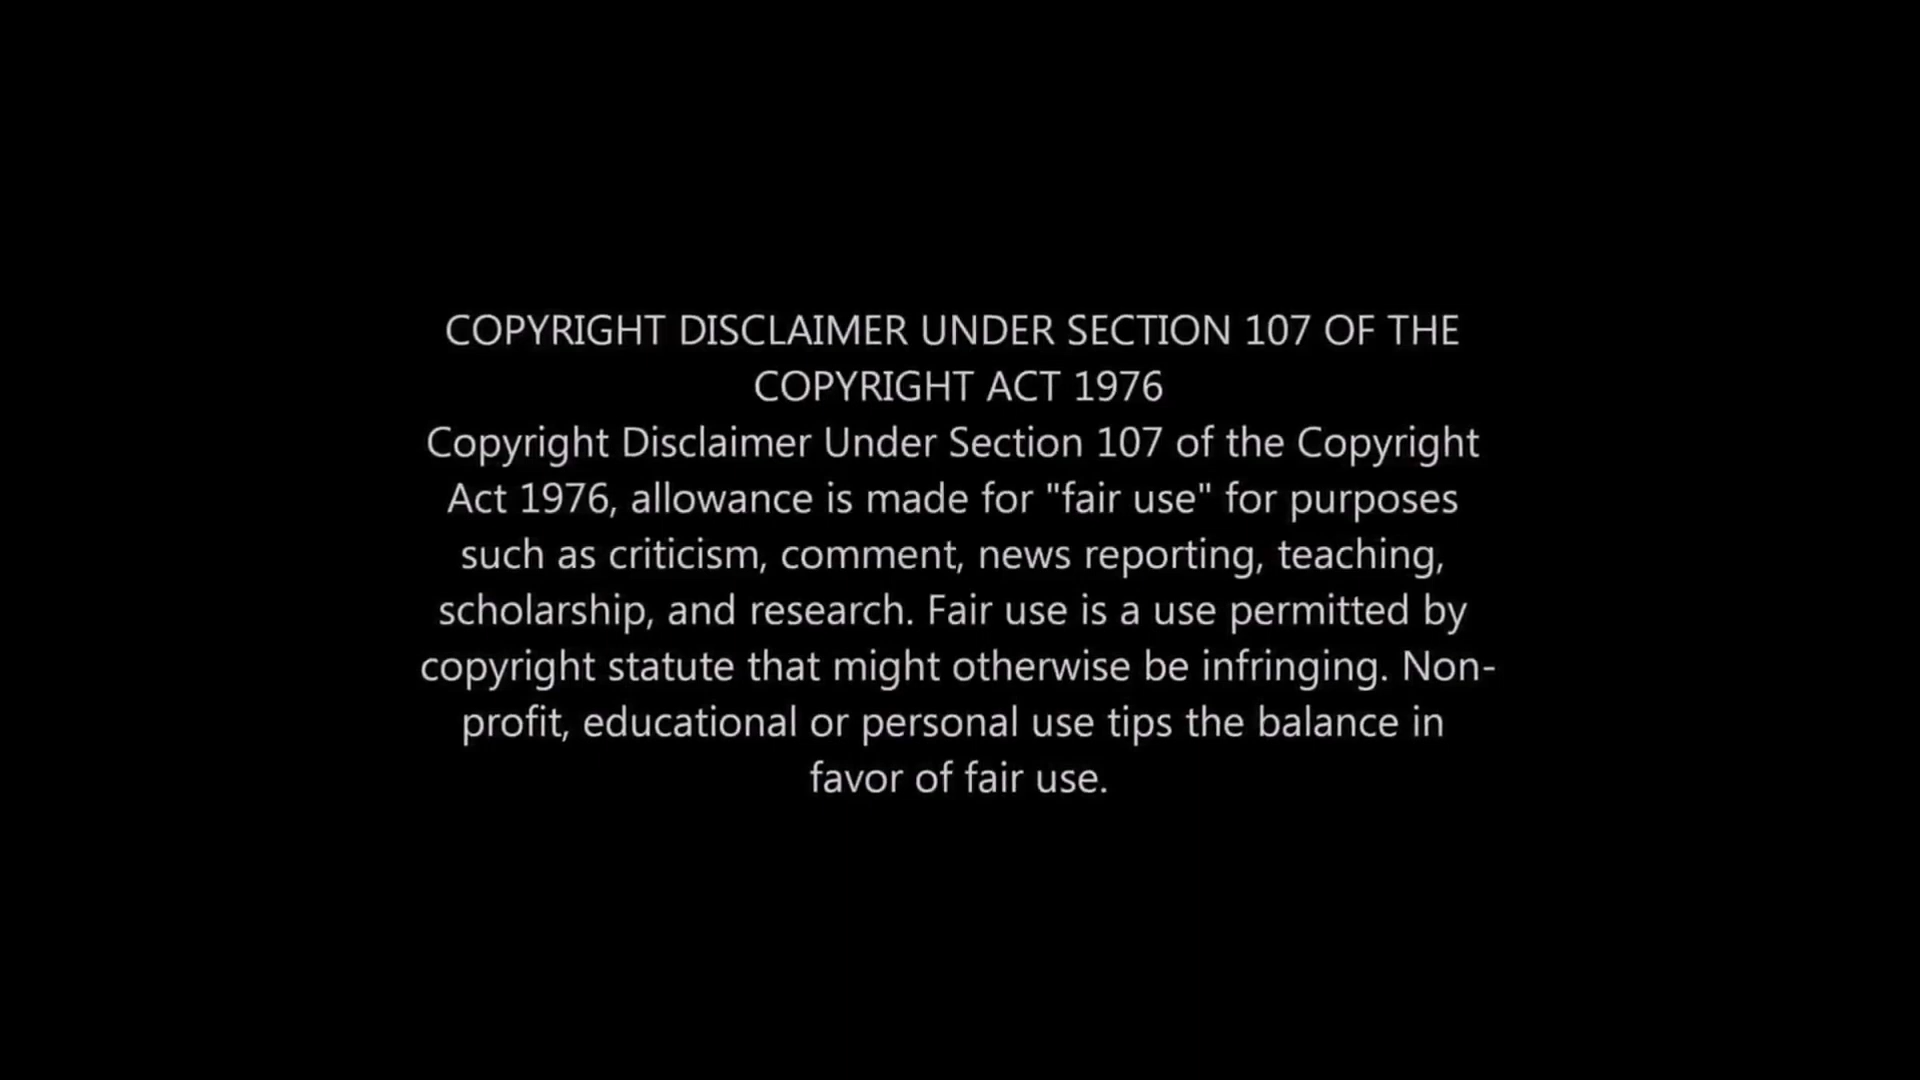 COPYRIGHT DISCLAIMER UNDER SECTION 107 OF THE
COPYRIGHT ACT 1976
Copyright Disclaimer Under Section 107 of the Copyright
Act 1976, allowance is made for "fair use" for purposes
such as criticism, comment, news reporting, teaching,
scholarship, and research. Fair use is a use permitted by
copyright statute that might otherwise be infringing. Non-
profit, educational or personal use tips the balance in
favor of fair use.